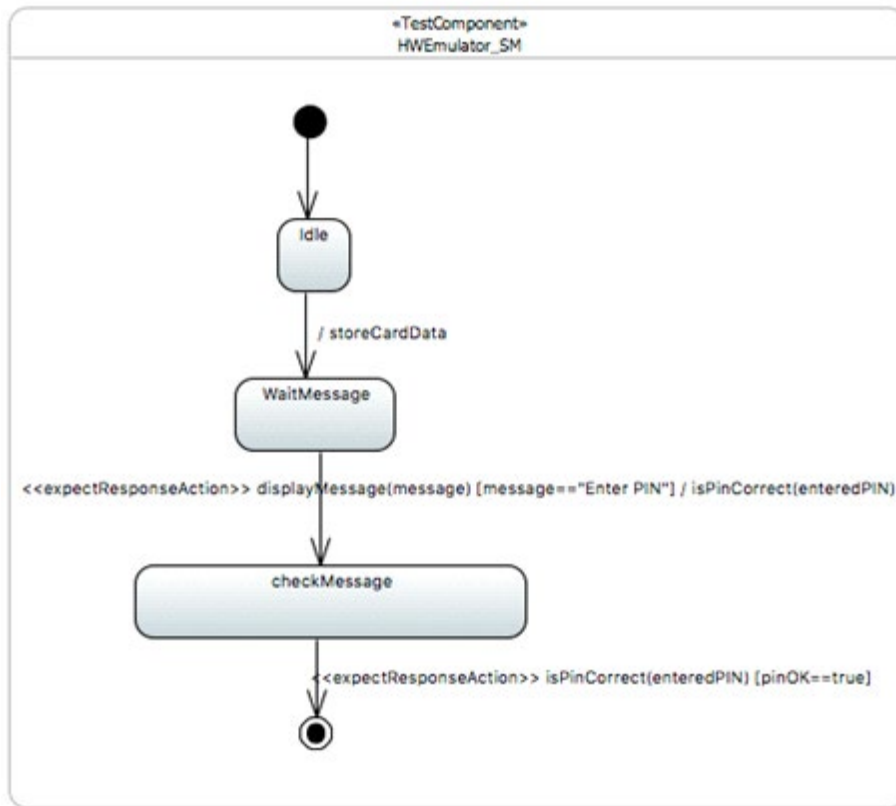 «TestComponent»
HWEmulator_SM
Idle
/ storeCardData
WaitMessage
<<expectResponseAction>> displayMessage(message) [message=="Enter PIN"] / isPinCorrect(enteredPIN)
checkMessage
<<expectResponseAction>> isPinCorrect(enteredPIN) [pinOK==true]